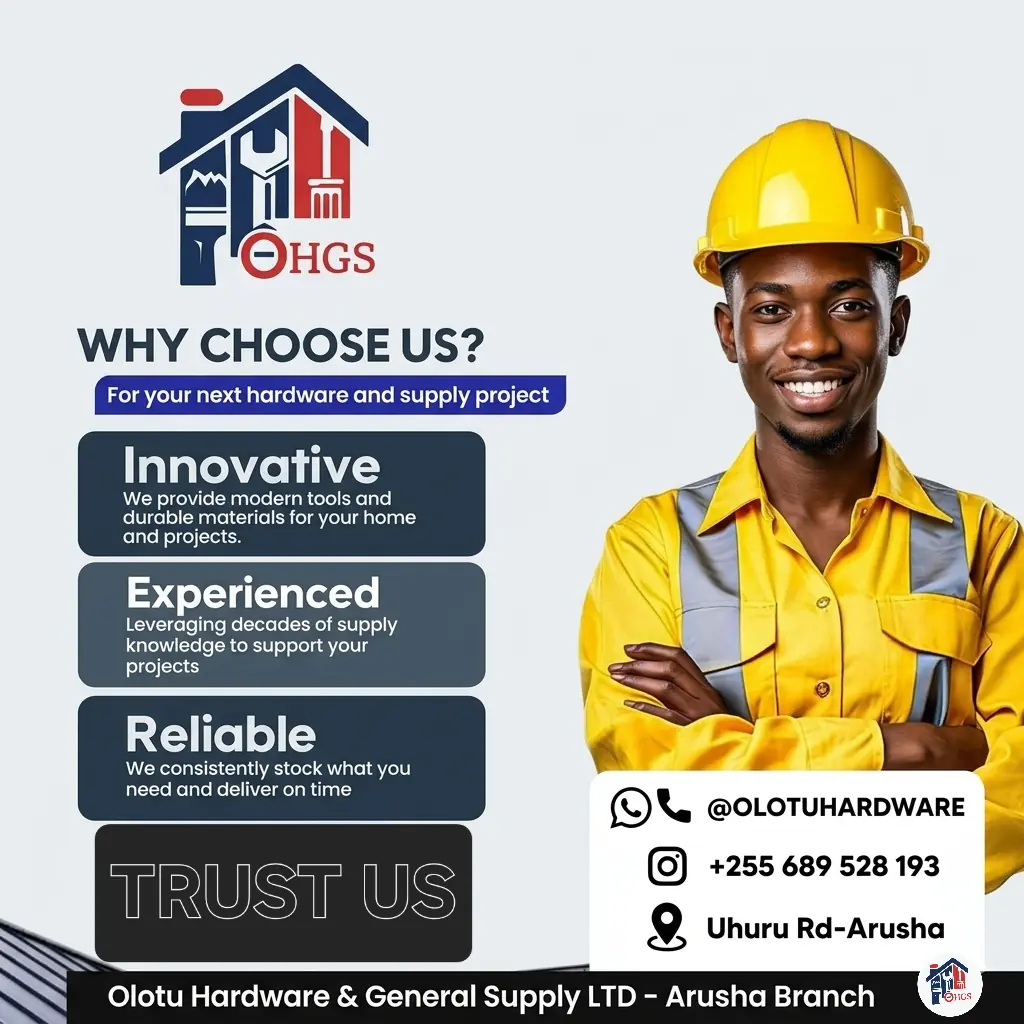 OHGS
WHY CHOOSE US?
For your next hardware and supply project
Innovative
We provide modern tools and
durable materials for your home
and projects.
Experienced
Leveraging decades of supply
knowledge to support your
projects
Reliable
We consistently stock what you
need and deliver on time
TRUST US
@OLOTUHARDWARE
+255 689 528 193
Uhuru Rd-Arusha
Olotu Hardware & General Supply LTD - Arusha Branch
OHGS